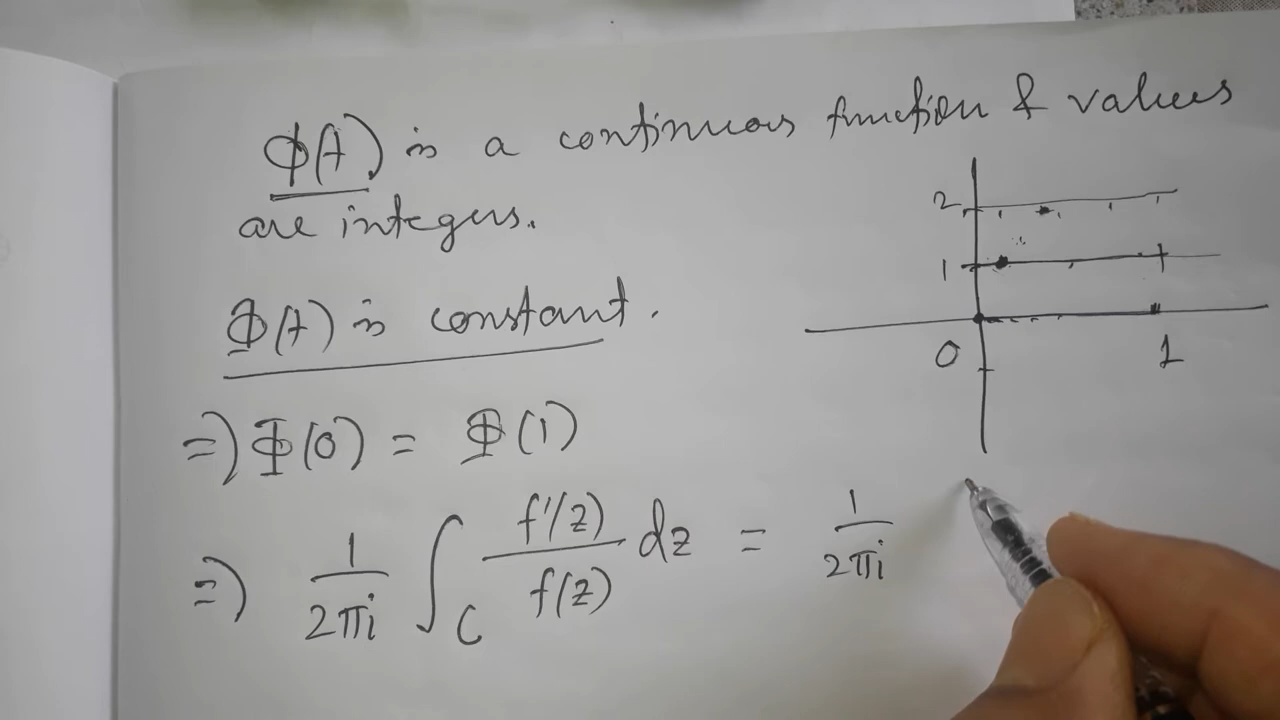 Φ(t) is a continuous function & values
are integers.
2
1
0 1
Φ(t) is constant.
=> Φ(0) = Φ(1)
=> 1/2πi ∫_C f'(z)/f(z) dz = 1/2πi